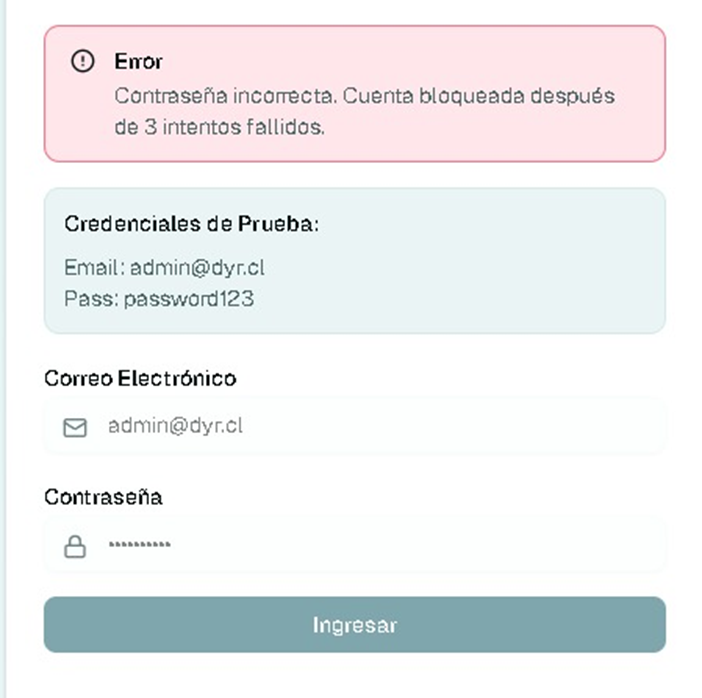 Error
Contraseña incorrecta. Cuenta bloqueada después
de 3 intentos fallidos.
Credenciales de Prueba:
Email: admin@dyr.cl
Pass: password123
Correo Electrónico
admin@dyr.cl
Contraseña
••••••••••
Ingresar